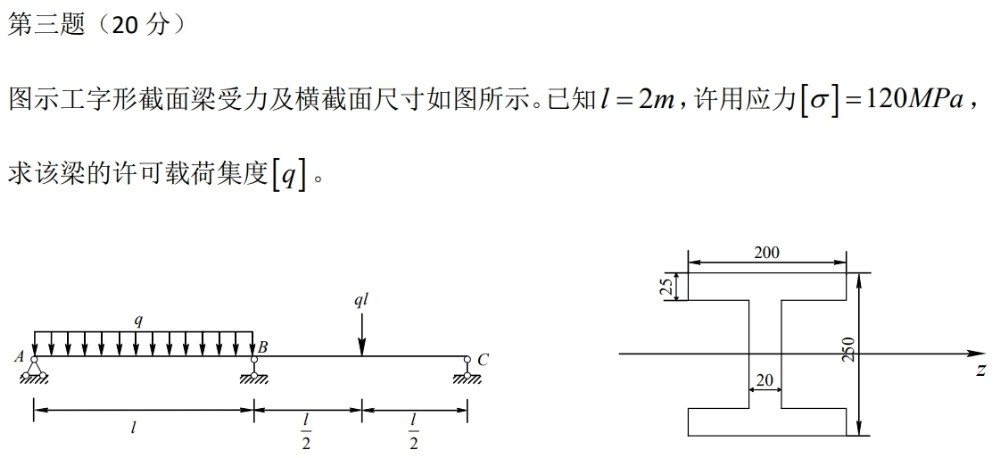 第三题（20 分）
图示工字形截面梁受力及横截面尺寸如图所示。已知 l = 2m，许用应力[σ]=120MPa，
求该梁的许可载荷集度[q]。
200
25
ql
q
A
B
C
250
z
20
l
l/2
l/2